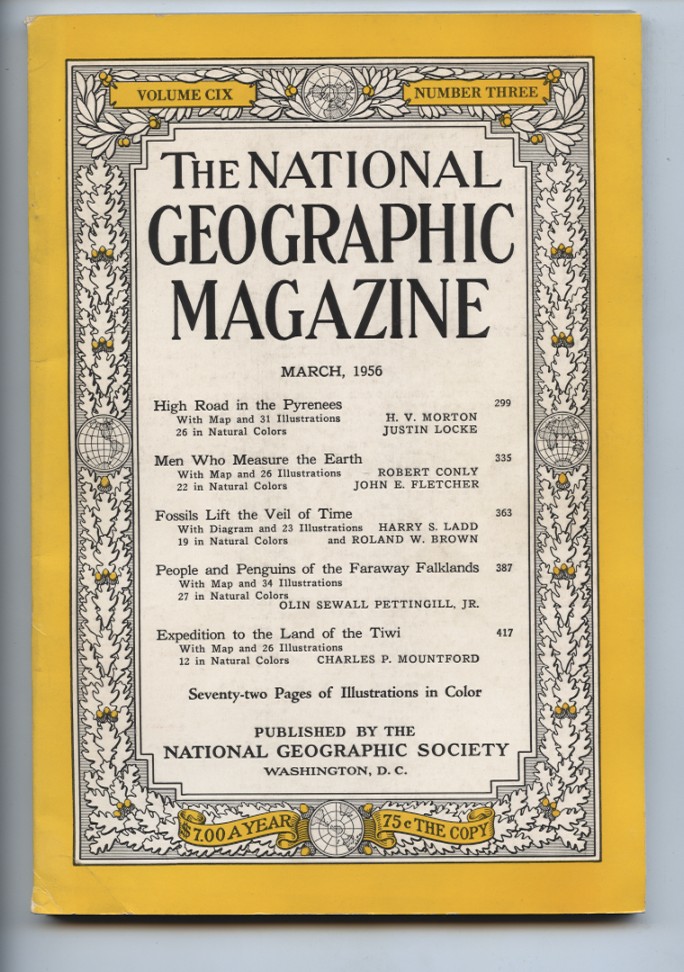 VOLUME CIX NUMBER THREE
THE NATIONAL
GEOGRAPHIC
MAGAZINE
MARCH, 1956
High Road in the Pyrenees 299
With Map and 31 Illustrations H. V. MORTON
26 in Natural Colors JUSTIN LOCKE
Men Who Measure the Earth 335
With Map and 26 Illustrations ROBERT CONLY
22 in Natural Colors JOHN E. FLETCHER
Fossils Lift the Veil of Time 363
With Diagram and 23 Illustrations HARRY S. LADD
19 in Natural Colors and ROLAND W. BROWN
People and Penguins of the Faraway Falklands 387
With Map and 34 Illustrations
27 in Natural Colors
OLIN SEWALL PETTINGILL, JR.
Expedition to the Land of the Tiwi 417
With Map and 26 Illustrations
12 in Natural Colors CHARLES P. MOUNTFORD
Seventy-two Pages of Illustrations in Color
PUBLISHED BY THE
NATIONAL GEOGRAPHIC SOCIETY
WASHINGTON, D. C.
$7.00 A YEAR 75c THE COPY